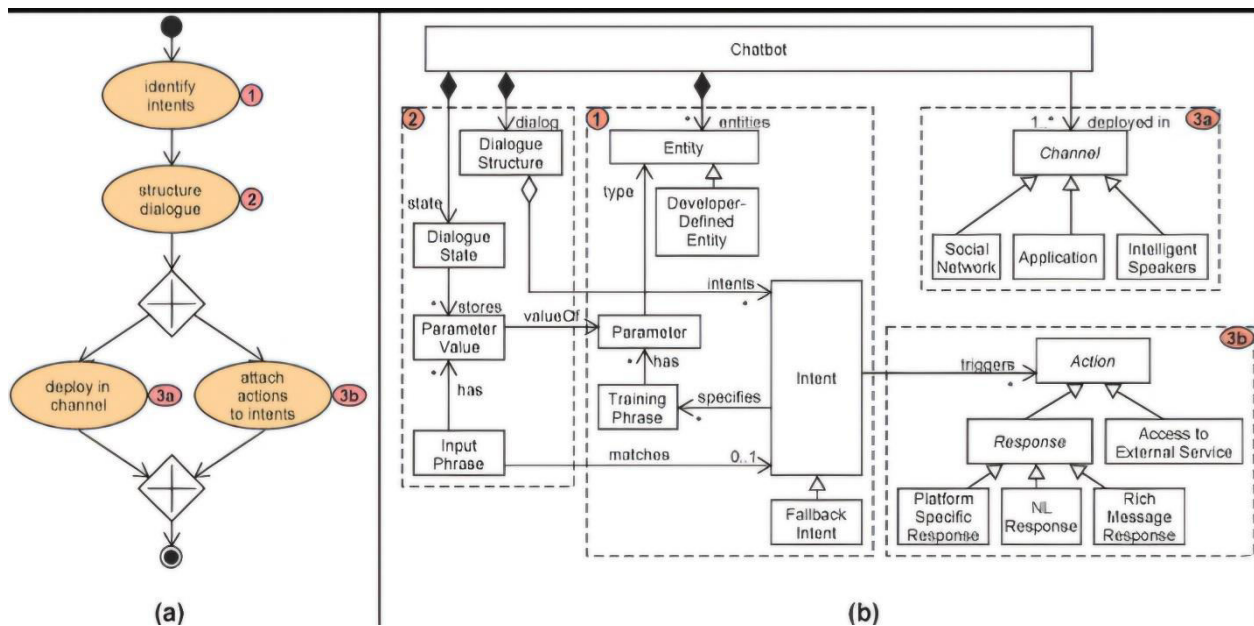 identify
intents
1
structure
dialogue
2
deploy in
channel
3a
attach
actions
to intents
3b
(a)
Chatbot
2
dialog
Dialogue
Structure
state
Dialogue
State
* stores
Parameter
Value
valueOf
*
has
Input
Phrase
matches
0..1
1
* entities
Entity
type
Developer-
Defined
Entity
intents
*
Parameter
* has
Training
Phrase
specifies
*
Intent
Fallback
Intent
3a
1..* deployed in
Channel
Social
Network
Application
Intelligent
Speakers
3b
triggers
*
Action
Response
Access to
External Service
Platform
Specific
Response
NL
Response
Rich
Message
Response
(b)